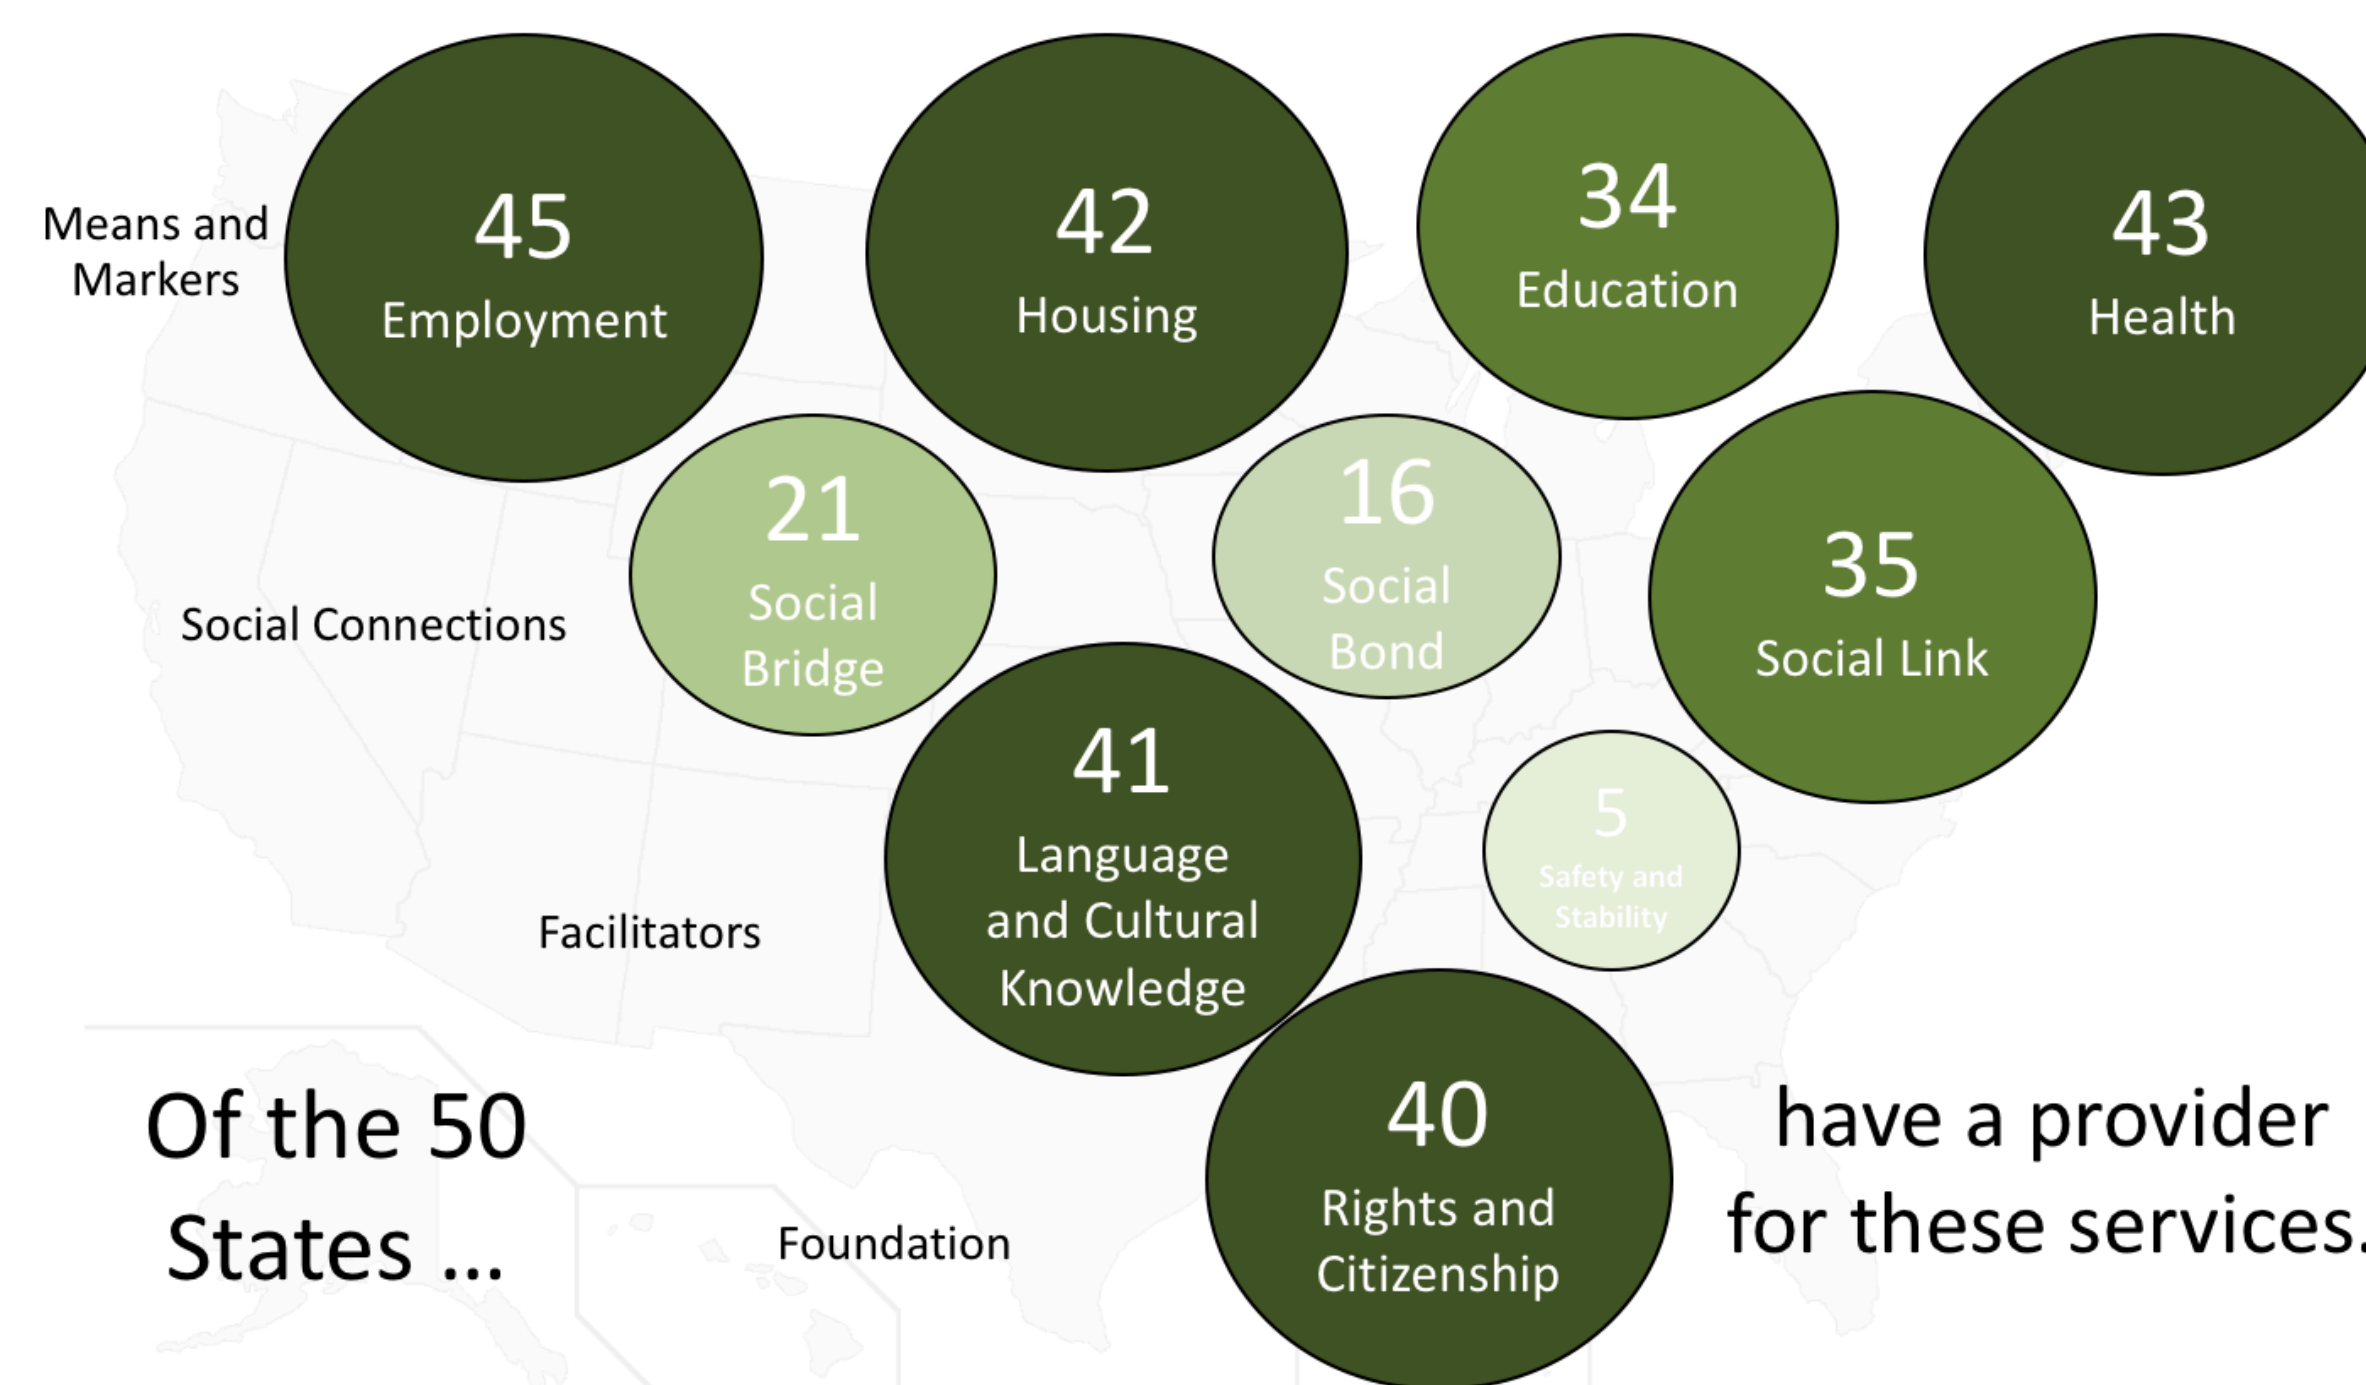 Means and
Markers
45
Employment
42
Housing
34
Education
43
Health
Social Connections
21
Social
Bridge
16
Social
Bond
35
Social Link
Facilitators
41
Language
and Cultural
Knowledge
5
Safety and
Stability
Foundation
40
Rights and
Citizenship
Of the 50
States ...
have a provider
for these services.